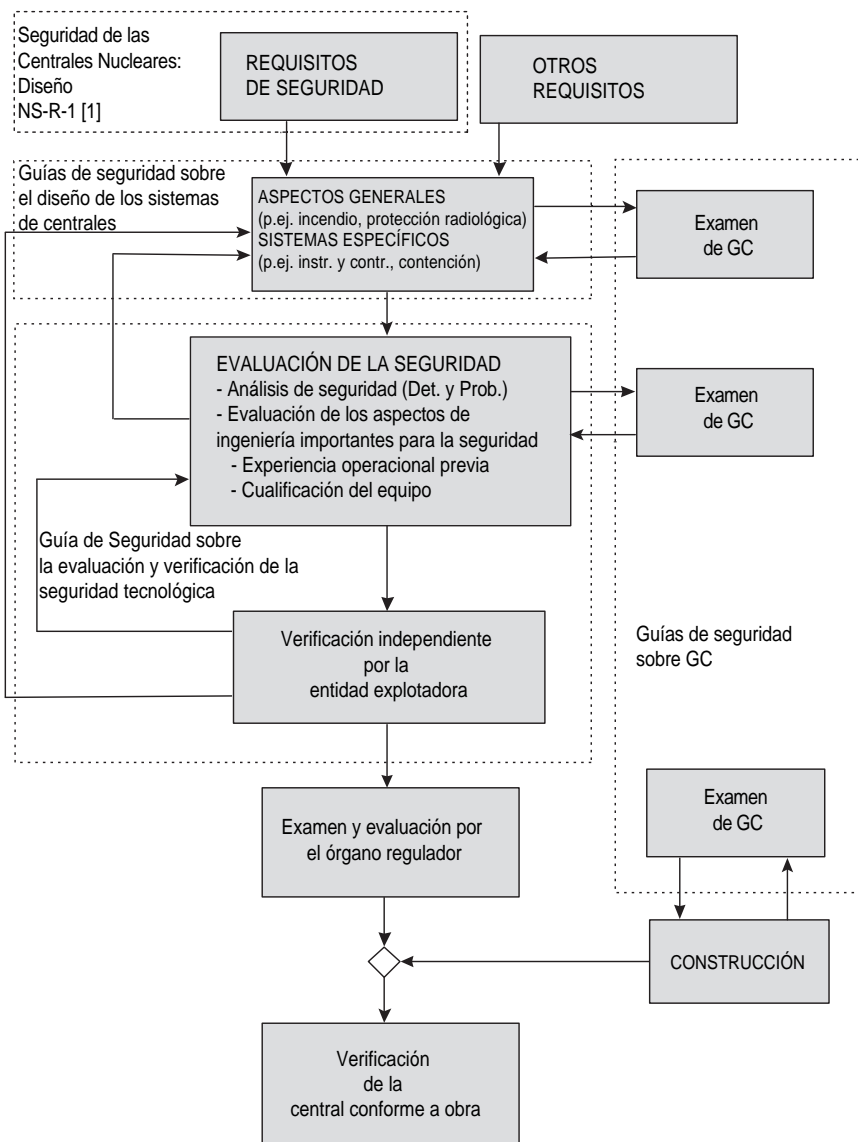 Seguridad de las
Centrales Nucleares:
Diseño
NS-R-1 [1]
REQUISITOS
DE SEGURIDAD
OTROS
REQUISITOS
Guías de seguridad sobre
el diseño de los sistemas
de centrales
ASPECTOS GENERALES
(p.ej. incendio, protección radiológica)
SISTEMAS ESPECÍFICOS
(p.ej. instr. y contr., contención)
Examen
de GC
EVALUACIÓN DE LA SEGURIDAD
- Análisis de seguridad (Det. y Prob.)
- Evaluación de los aspectos de
ingeniería importantes para la seguridad
- Experiencia operacional previa
- Cualificación del equipo
Examen
de GC
Guía de Seguridad sobre
la evaluación y verificación de la
seguridad tecnológica
Verificación independiente
por la
entidad explotadora
Guías de seguridad
sobre GC
Examen y evaluación por
el órgano regulador
Examen
de GC
CONSTRUCCIÓN
Verificación
de la
central conforme a obra